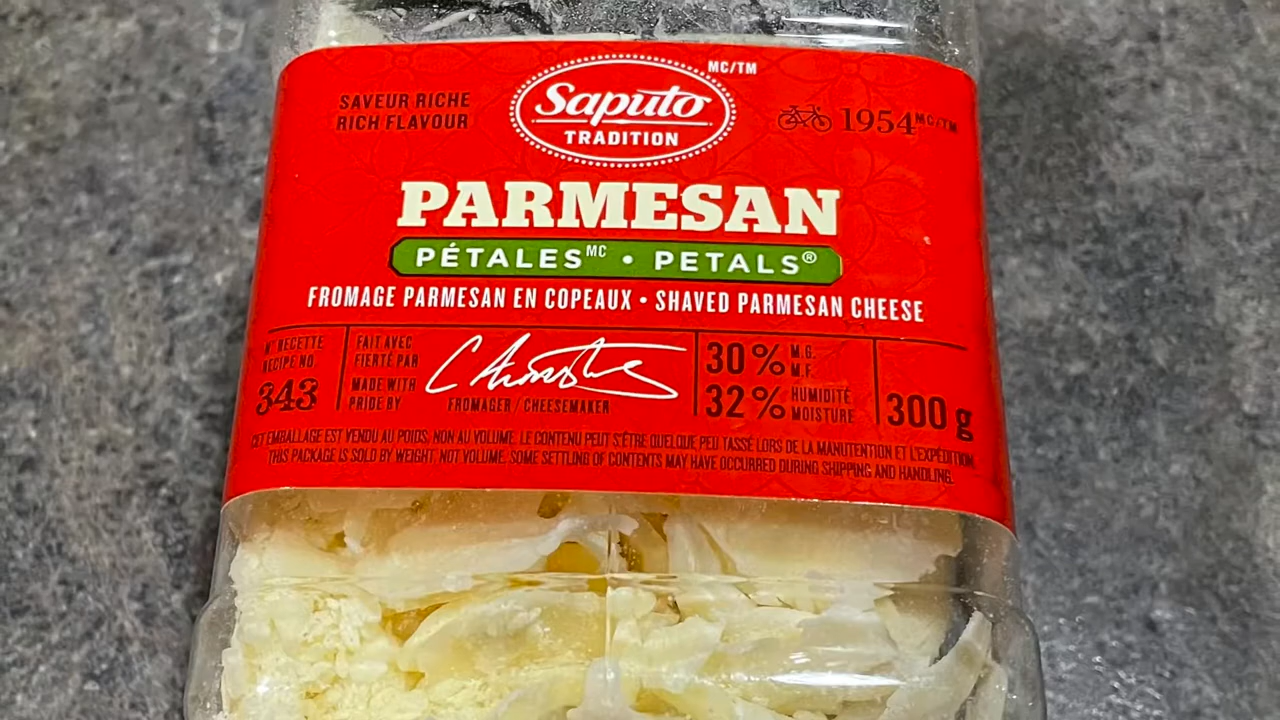 MC/TM
Saputo
TRADITION
SAVEUR RICHE
RICH FLAVOUR
1954 MC/TM
PARMESAN
PÉTALES MC • PETALS®
FROMAGE PARMESAN EN COPEAUX • SHAVED PARMESAN CHEESE
Nº RECETTE
RECIPE NO
343
FAIT AVEC
FIERTÉ PAR
MADE WITH
PRIDE BY
FROMAGER / CHEESEMAKER
30 % M.G.
M.F.
32 % HUMIDITÉ
MOISTURE
300 g
CET EMBALLAGE EST VENDU AU POIDS, NON AU VOLUME. LE CONTENU PEUT S'ÊTRE QUELQUE PEU TASSÉ LORS DE LA MANUTENTION ET L'EXPÉDITION.
THIS PACKAGE IS SOLD BY WEIGHT, NOT VOLUME. SOME SETTLING OF CONTENTS MAY HAVE OCCURRED DURING SHIPPING AND HANDLING.